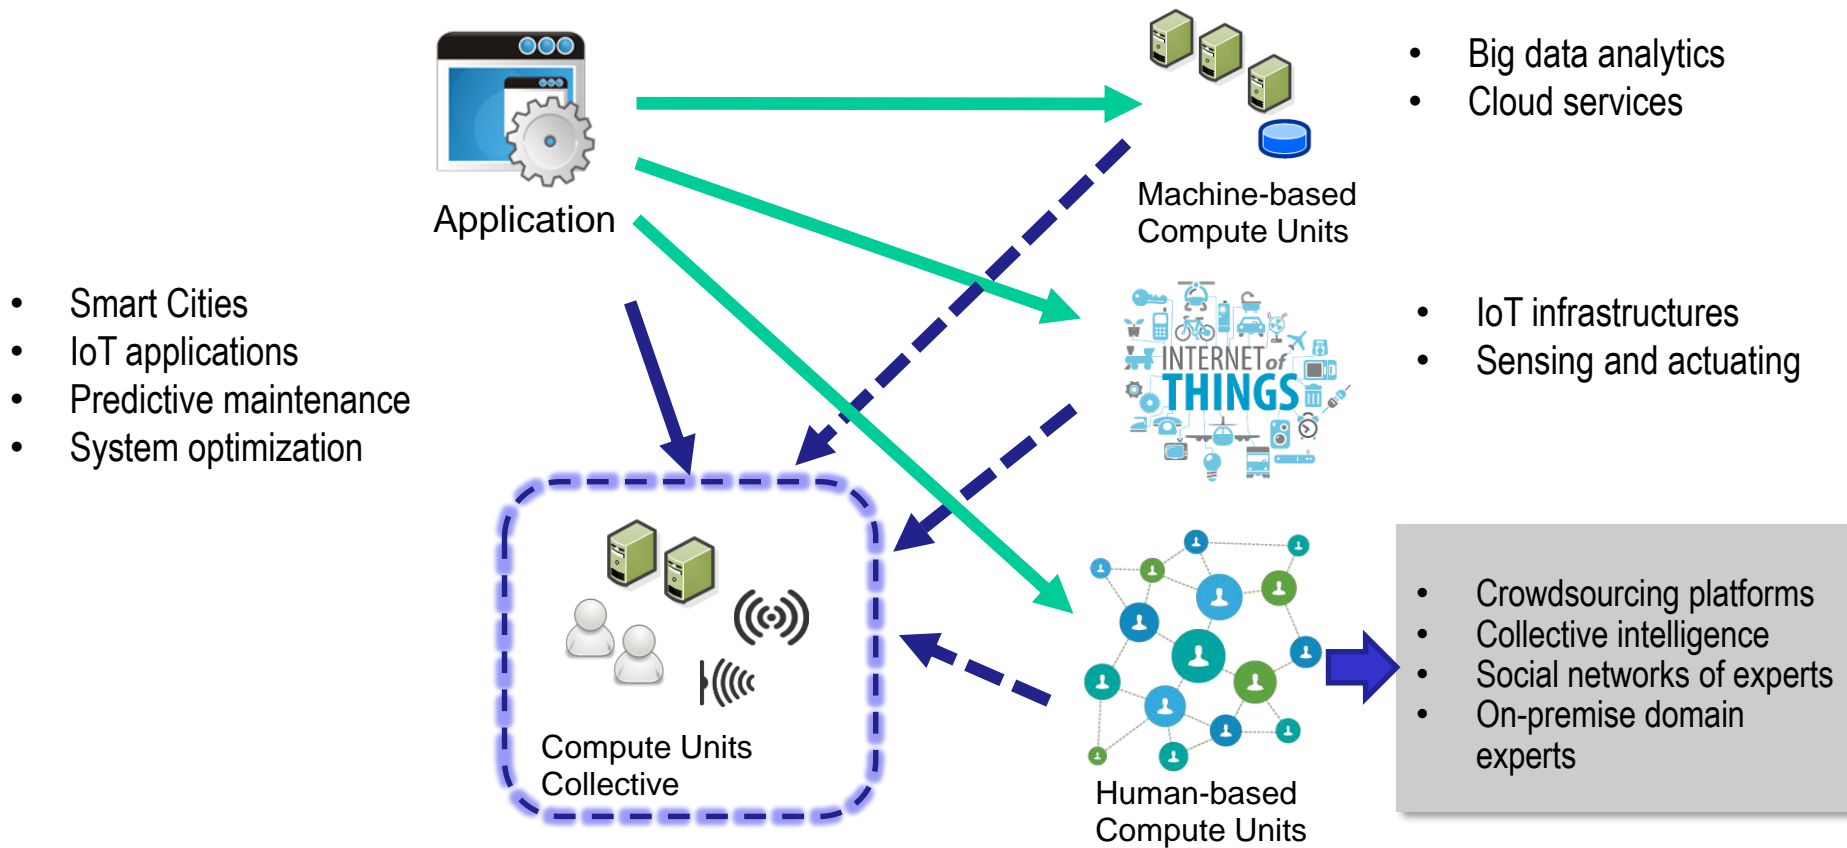 • Big data analytics
• Cloud services
Machine-based
Compute Units
Application
• Smart Cities
• IoT applications
• Predictive maintenance
• System optimization
INTERNET of
THINGS
• IoT infrastructures
• Sensing and actuating
Compute Units
Collective
Human-based
Compute Units
• Crowdsourcing platforms
• Collective intelligence
• Social networks of experts
• On-premise domain
experts